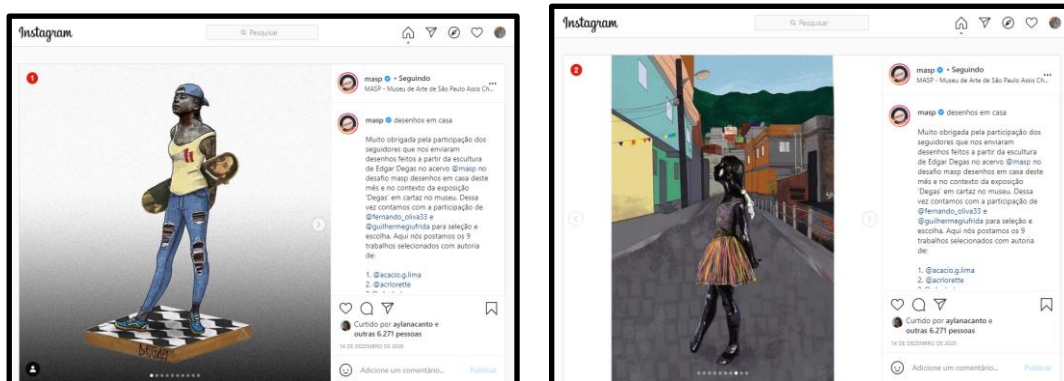 Instagram
Pesquisar
1
masp • Seguindo
MASP - Museu de Arte de São Paulo Assis Ch...
masp desenhos em casa
Muito obrigada pela participação dos
seguidores que nos enviaram
desenhos feitos a partir da escultura
de Edgar Degas no acervo @masp no
desafio masp desenhos em casa deste
mês e no contexto da exposição
'Degas' em cartaz no museu. Dessa
vez contamos com a participação de
@fernando_oliva33 e
@guilhermegiufrida para seleção e
escolha. Aqui nós postamos os 9
trabalhos selecionados com autoria
de:
1. @acacio.g.lima
2. @acrlorette
Curtido por aylanacanto e
outras 6.271 pessoas
14 DE DEZEMBRO DE 2020
Adicione um comentário...
Publicar
DEGAS
Instagram
Pesquisar
2
masp • Seguindo
MASP - Museu de Arte de São Paulo Assis Ch...
masp desenhos em casa
Muito obrigada pela participação dos
seguidores que nos enviaram
desenhos feitos a partir da escultura
de Edgar Degas no acervo @masp no
desafio masp desenhos em casa deste
mês e no contexto da exposição
'Degas' em cartaz no museu. Dessa
vez contamos com a participação de
@fernando_oliva33 e
@guilhermegiufrida para seleção e
escolha. Aqui nós postamos os 9
trabalhos selecionados com autoria
de:
1. @acacio.g.lima
2. @acrlorette
Curtido por aylanacanto e
outras 6.271 pessoas
14 DE DEZEMBRO DE 2020
Adicione um comentário...
Publicar